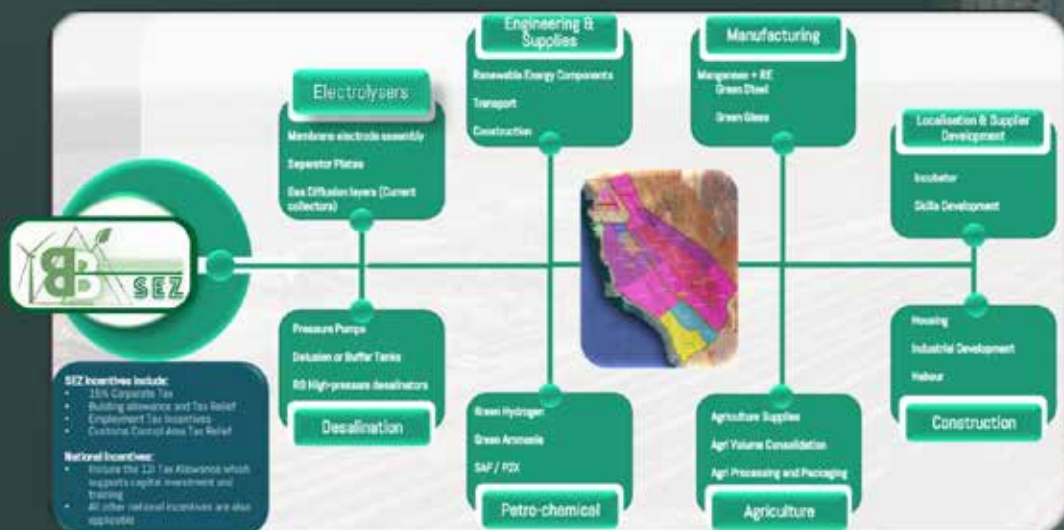 SEZ
SEZ Incentives Include:
15% Corporate Tax
Building allowance and Tax Relief
Employment Tax Incentives
Customs Control Area Tax Relief
National Incentives:
Include the 12I Tax Allowance which
supports capital investment and
training
All other national incentives are also
applicable
Electrolysers
Membrane electrode assembly
Separator Plates
Gas Diffusion layers (Current
collectors)
Pressure Pumps
Delusion or Buffer Tanks
RO High-pressure desalinators
Desalination
Engineering &
Supplies
Renewable Energy Components
Transport
Construction
Green Hydrogen
Green Ammonia
SAF / P2X
Petro-chemical
Manufacturing
Manganese + RE
Green Steel
Green Glass
Agriculture Supplies
Agri Volume Consolidation
Agri Processing and Packaging
Agriculture
Localisation & Supplier
Development
Incubator
Skills Development
Housing
Industrial Development
Habour
Construction